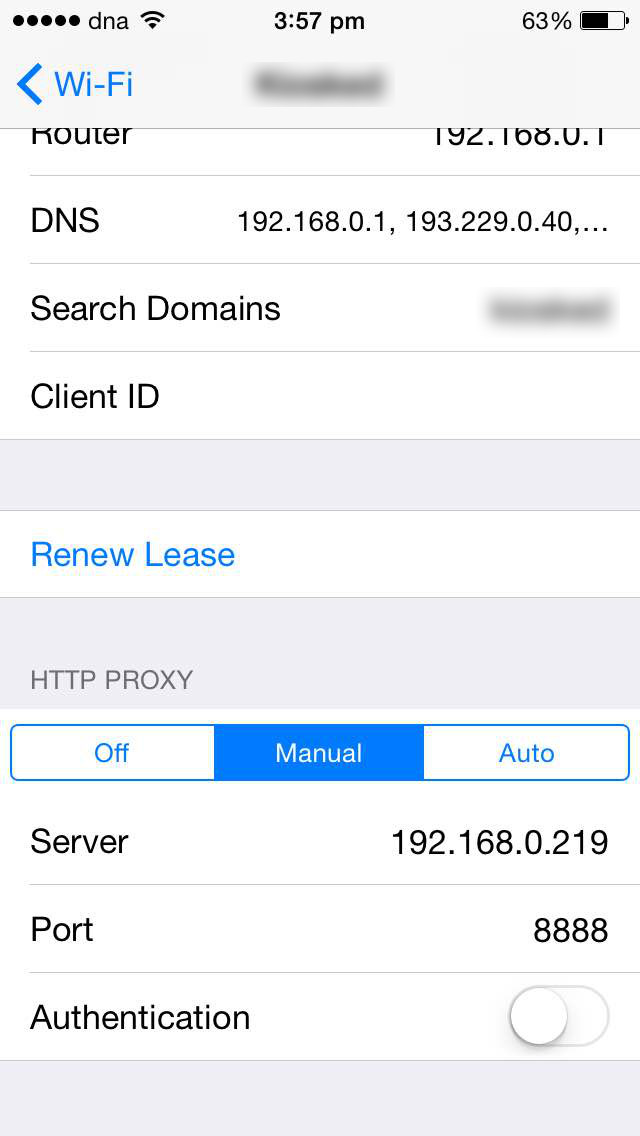 dna 3:57 pm 63%
Wi-Fi
Router 192.168.0.1
DNS 192.168.0.1, 193.229.0.40,...
Search Domains
Client ID
Renew Lease
HTTP PROXY
Off Manual Auto
Server 192.168.0.219
Port 8888
Authentication